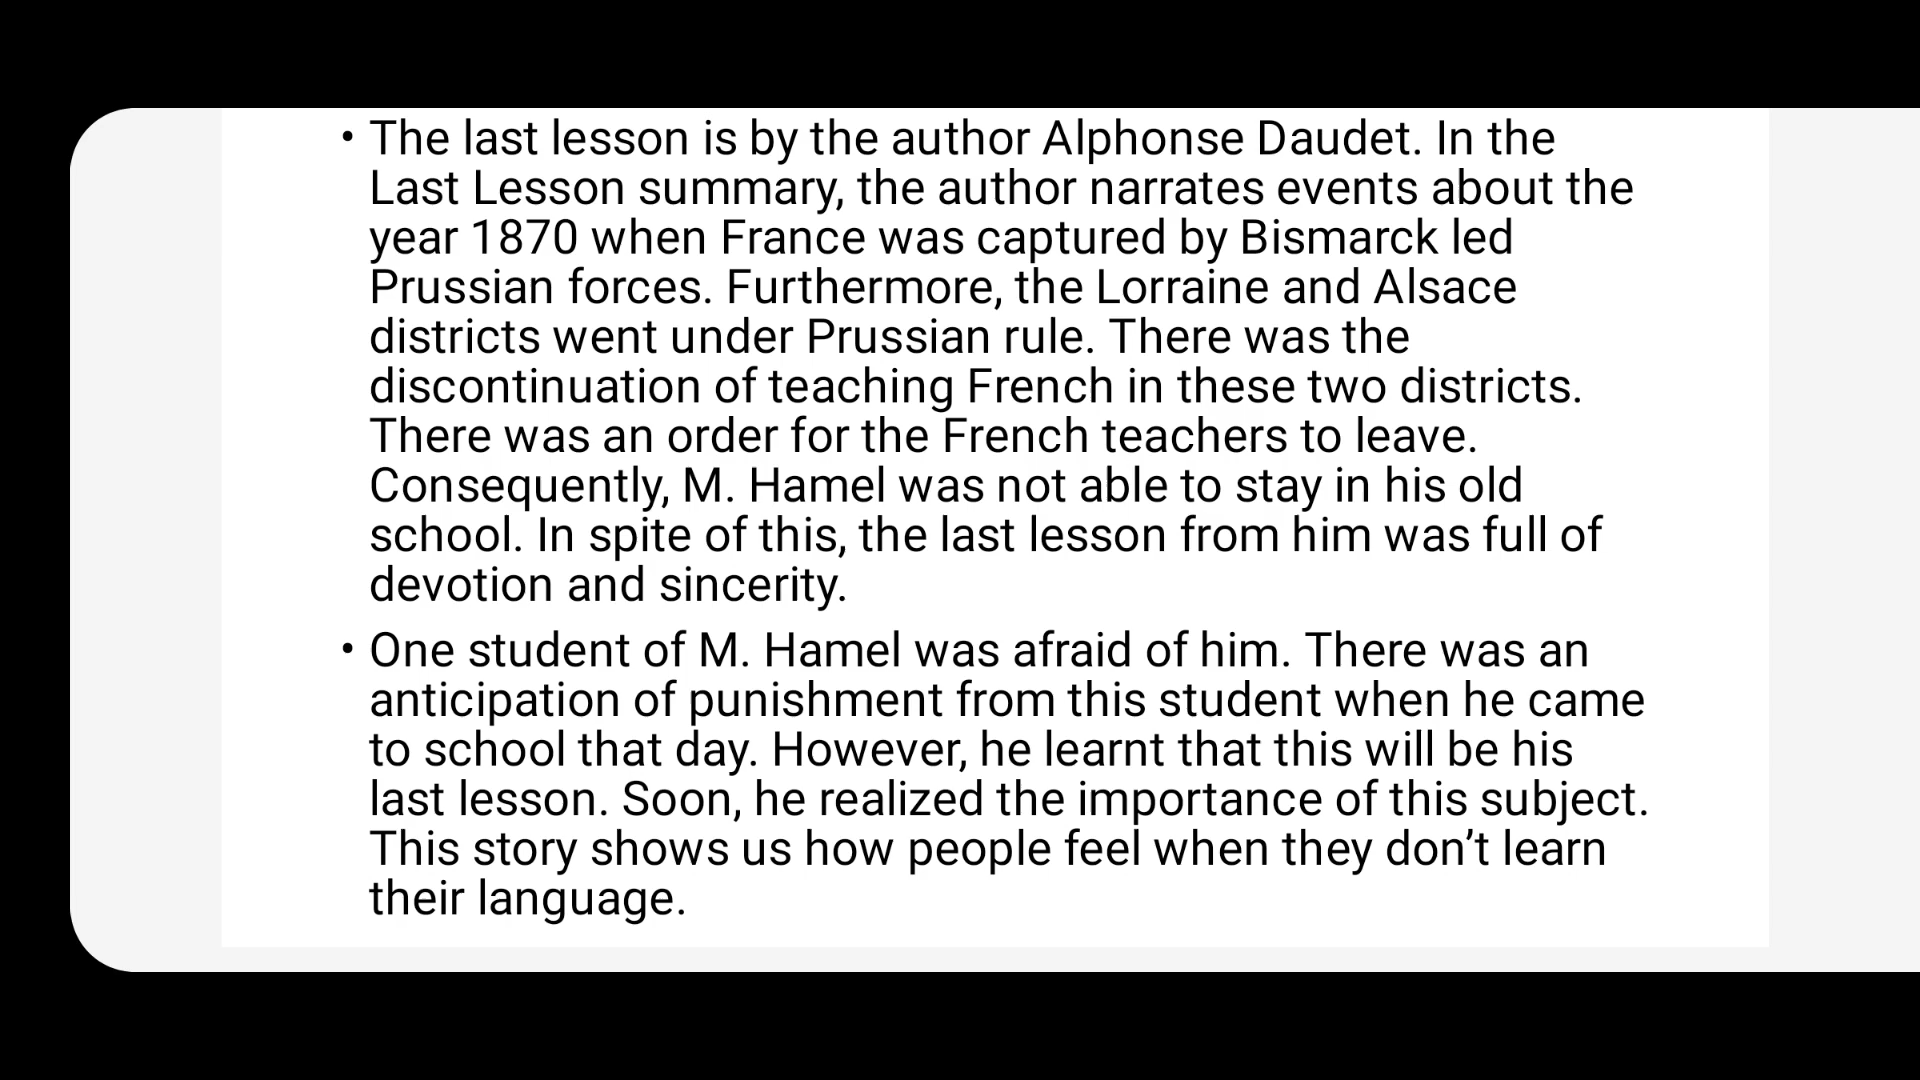 • The last lesson is by the author Alphonse Daudet. In the
Last Lesson summary, the author narrates events about the
year 1870 when France was captured by Bismarck led
Prussian forces. Furthermore, the Lorraine and Alsace
districts went under Prussian rule. There was the
discontinuation of teaching French in these two districts.
There was an order for the French teachers to leave.
Consequently, M. Hamel was not able to stay in his old
school. In spite of this, the last lesson from him was full of
devotion and sincerity.
• One student of M. Hamel was afraid of him. There was an
anticipation of punishment from this student when he came
to school that day. However, he learnt that this will be his
last lesson. Soon, he realized the importance of this subject.
This story shows us how people feel when they don’t learn
their language.